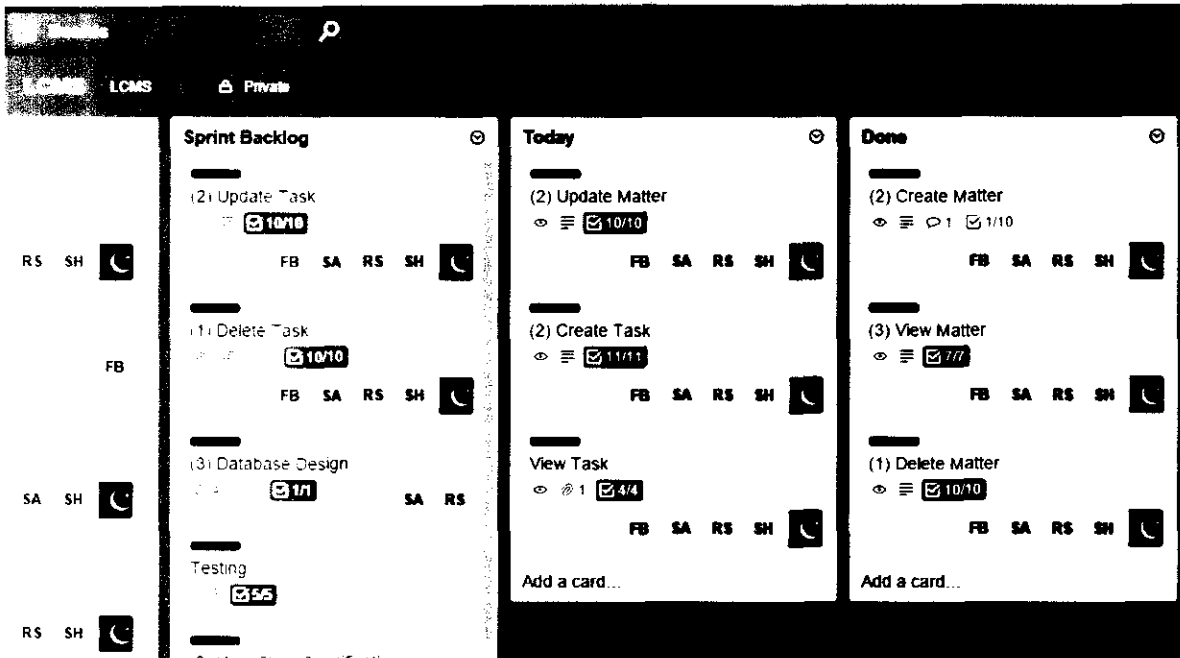 LCMS Private
RS SH
FB
SA SH
RS SH
Sprint Backlog
(2) Update Task
10/10
FB SA RS SH
(1) Delete Task
10/10
FB SA RS SH
(3) Database Design
1/1
SA RS
Testing
5/5
Today
(2) Update Matter
10/10
FB SA RS SH
(2) Create Task
11/11
FB SA RS SH
View Task
1 4/4
FB SA RS SH
Add a card...
Done
(2) Create Matter
1 1/10
FB SA RS SH
(3) View Matter
7/7
FB SA RS SH
(1) Delete Matter
10/10
FB SA RS SH
Add a card...